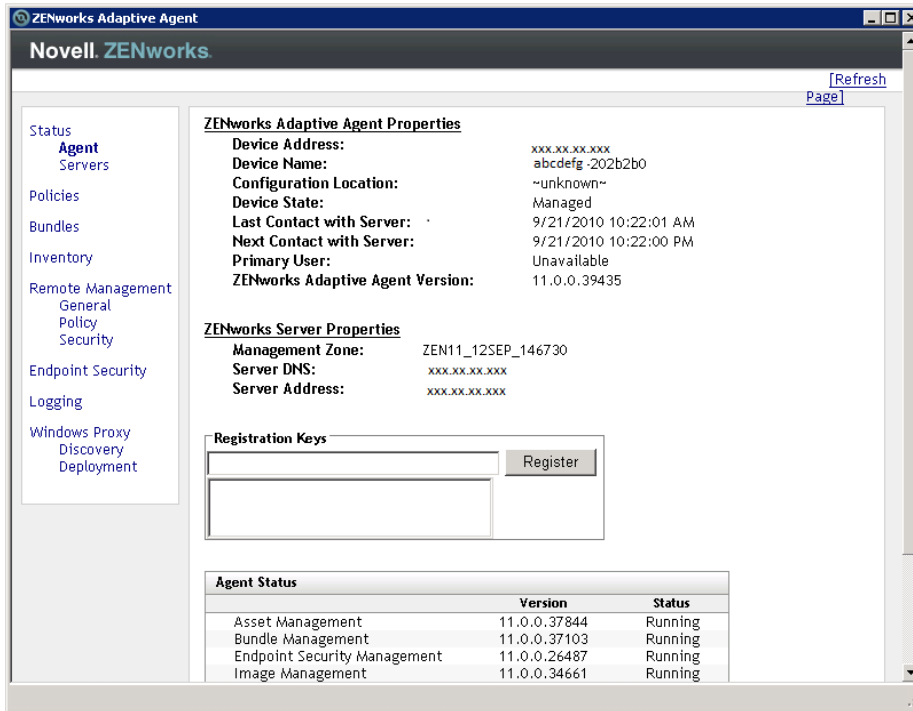 ZENworks Adaptive Agent
Novell. ZENworks.
[Refresh
Page]
Status
Agent
Servers
Policies
Bundles
Inventory
Remote Management
General
Policy
Security
Endpoint Security
Logging
Windows Proxy
Discovery
Deployment
ZENworks Adaptive Agent Properties
Device Address: xxx.xx.xx.xxx
Device Name: abcdefg -202b2b0
Configuration Location: ~unknown~
Device State: Managed
Last Contact with Server: 9/21/2010 10:22:01 AM
Next Contact with Server: 9/21/2010 10:22:00 PM
Primary User: Unavailable
ZENworks Adaptive Agent Version: 11.0.0.39435
ZENworks Server Properties
Management Zone: ZEN11_12SEP_146730
Server DNS: xxx.xx.xx.xxx
Server Address: xxx.xx.xx.xxx
Registration Keys
Register
Agent Status
Version Status
Asset Management 11.0.0.37844 Running
Bundle Management 11.0.0.37103 Running
Endpoint Security Management 11.0.0.26487 Running
Image Management 11.0.0.34661 Running